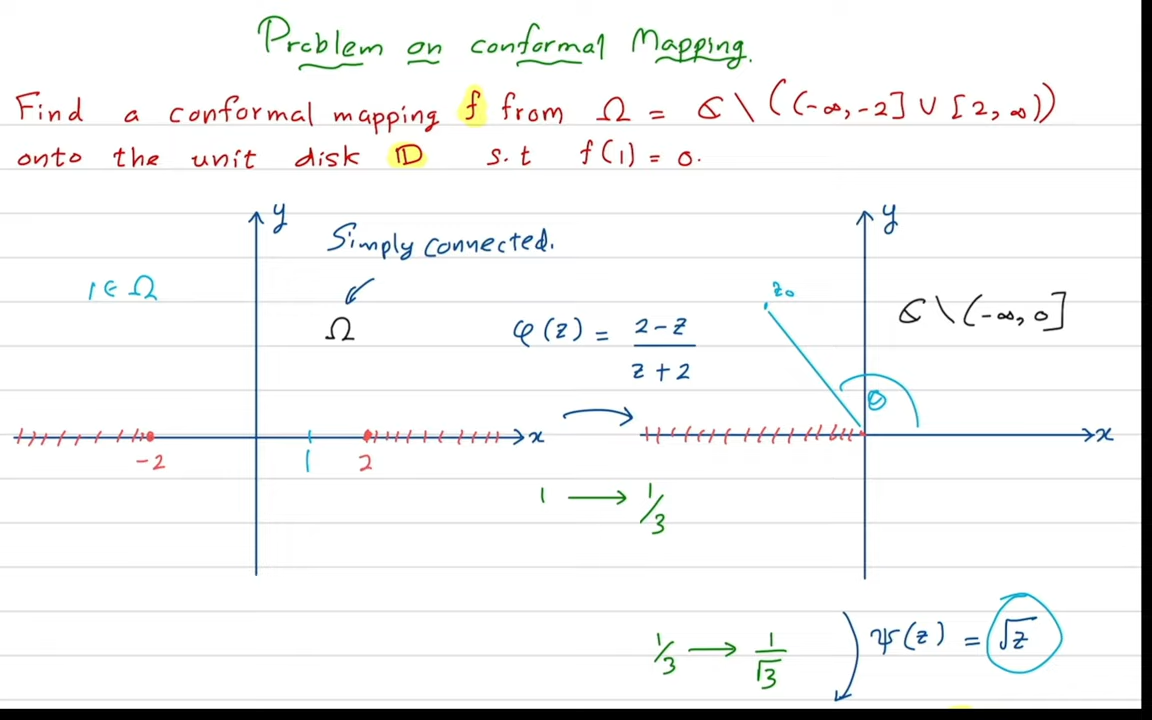 Problem on conformal Mapping.
Find a conformal mapping f from Ω = ℂ \ ((-∞, -2] ∪ [2, ∞))
onto the unit disk 𝔻 s.t f(1) = 0.
y
Simply connected.
y
1 ∈ Ω
z₀
Ω
φ(z) = (2-z)/(z+2)
ℂ \ (-∞, 0]
θ
x
x
-2
1
2
1 → 1/3
1/3 → 1/√3
ψ(z) = √z